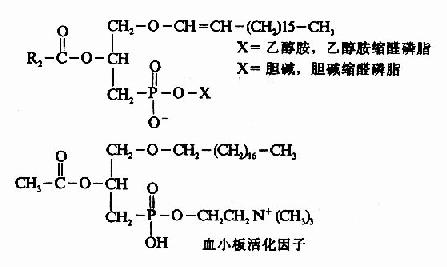 CH₂–O–CH=CH–(CH₂)15–CH₃
O
R₂–C–O–CH
O
CH₂–P–O–X
O⁻
X = 乙醇胺，乙醇胺缩醛磷脂
X = 胆碱，胆碱缩醛磷脂
CH₂–O–CH₂–(CH₂)₁₆–CH₃
O
CH₃–C–O–CH
O
CH₂–P–O–CH₂CH₂N⁺(CH₃)₃
OH
血小板活化因子